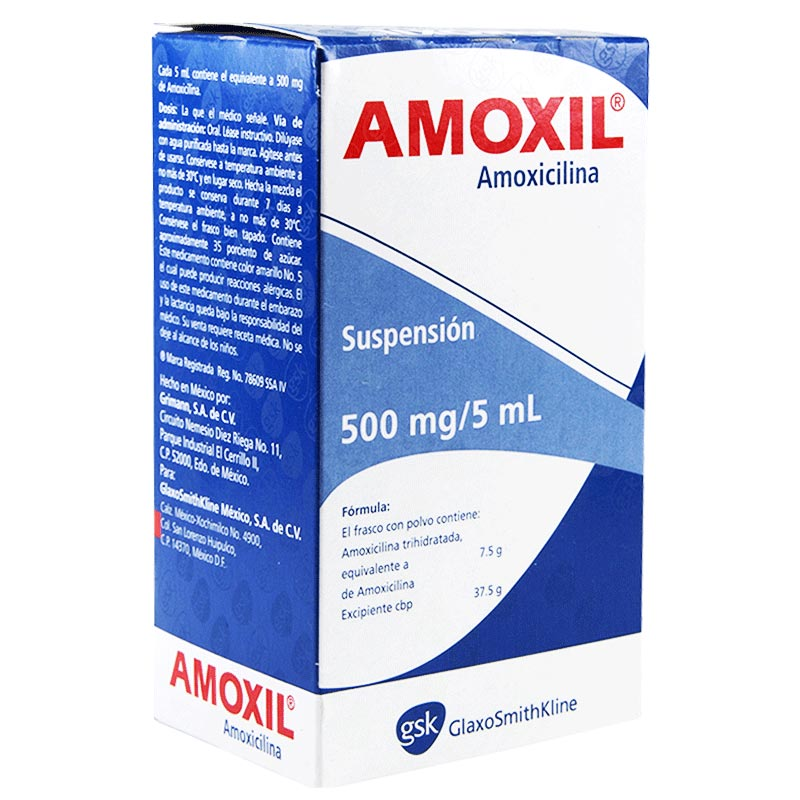 Cada 5 mL contiene el equivalente a 500 mg
de Amoxicilina.
Dosis: La que el médico señale. Vía de
administración: Oral. Léase instructivo. Dilúyase
con agua purificada hasta la marca. Agítese antes
de usarse. Consérvese a temperatura ambiente a
no más de 30°C y en lugar seco. Hecha la mezcla el
producto se conserva durante 7 días a
temperatura ambiente, a no más de 30°C.
Consérvese el frasco bien tapado. Contiene
aproximadamente 35 porciento de azúcar.
Este medicamento contiene color amarillo No. 5
el cual puede producir reacciones alérgicas. El
uso de este medicamento durante el embarazo
y la lactancia queda bajo la responsabilidad del
médico. Su venta requiere receta médica. No se
deje al alcance de los niños.
® Marca Registrada Reg. No. 78609 SSA IV
Hecho en México por:
Grimann, S.A. de C.V.
Circuito Nemesio Diez Riega No. 11,
Parque Industrial El Cerrillo II,
C.P. 52000, Edo. de México.
Para:
GlaxoSmithKline México, S.A. de C.V.
Calz. México-Xochimilco No. 4900,
Col. San Lorenzo Huipulco,
C.P. 14370, México D.F.
AMOXIL®
Amoxicilina
AMOXIL®
Amoxicilina
Suspensión
500 mg/5 mL
Fórmula:
El frasco con polvo contiene:
Amoxicilina trihidratada,
equivalente a 7.5 g
de Amoxicilina
Excipiente cbp 37.5 g
gsk GlaxoSmithKline